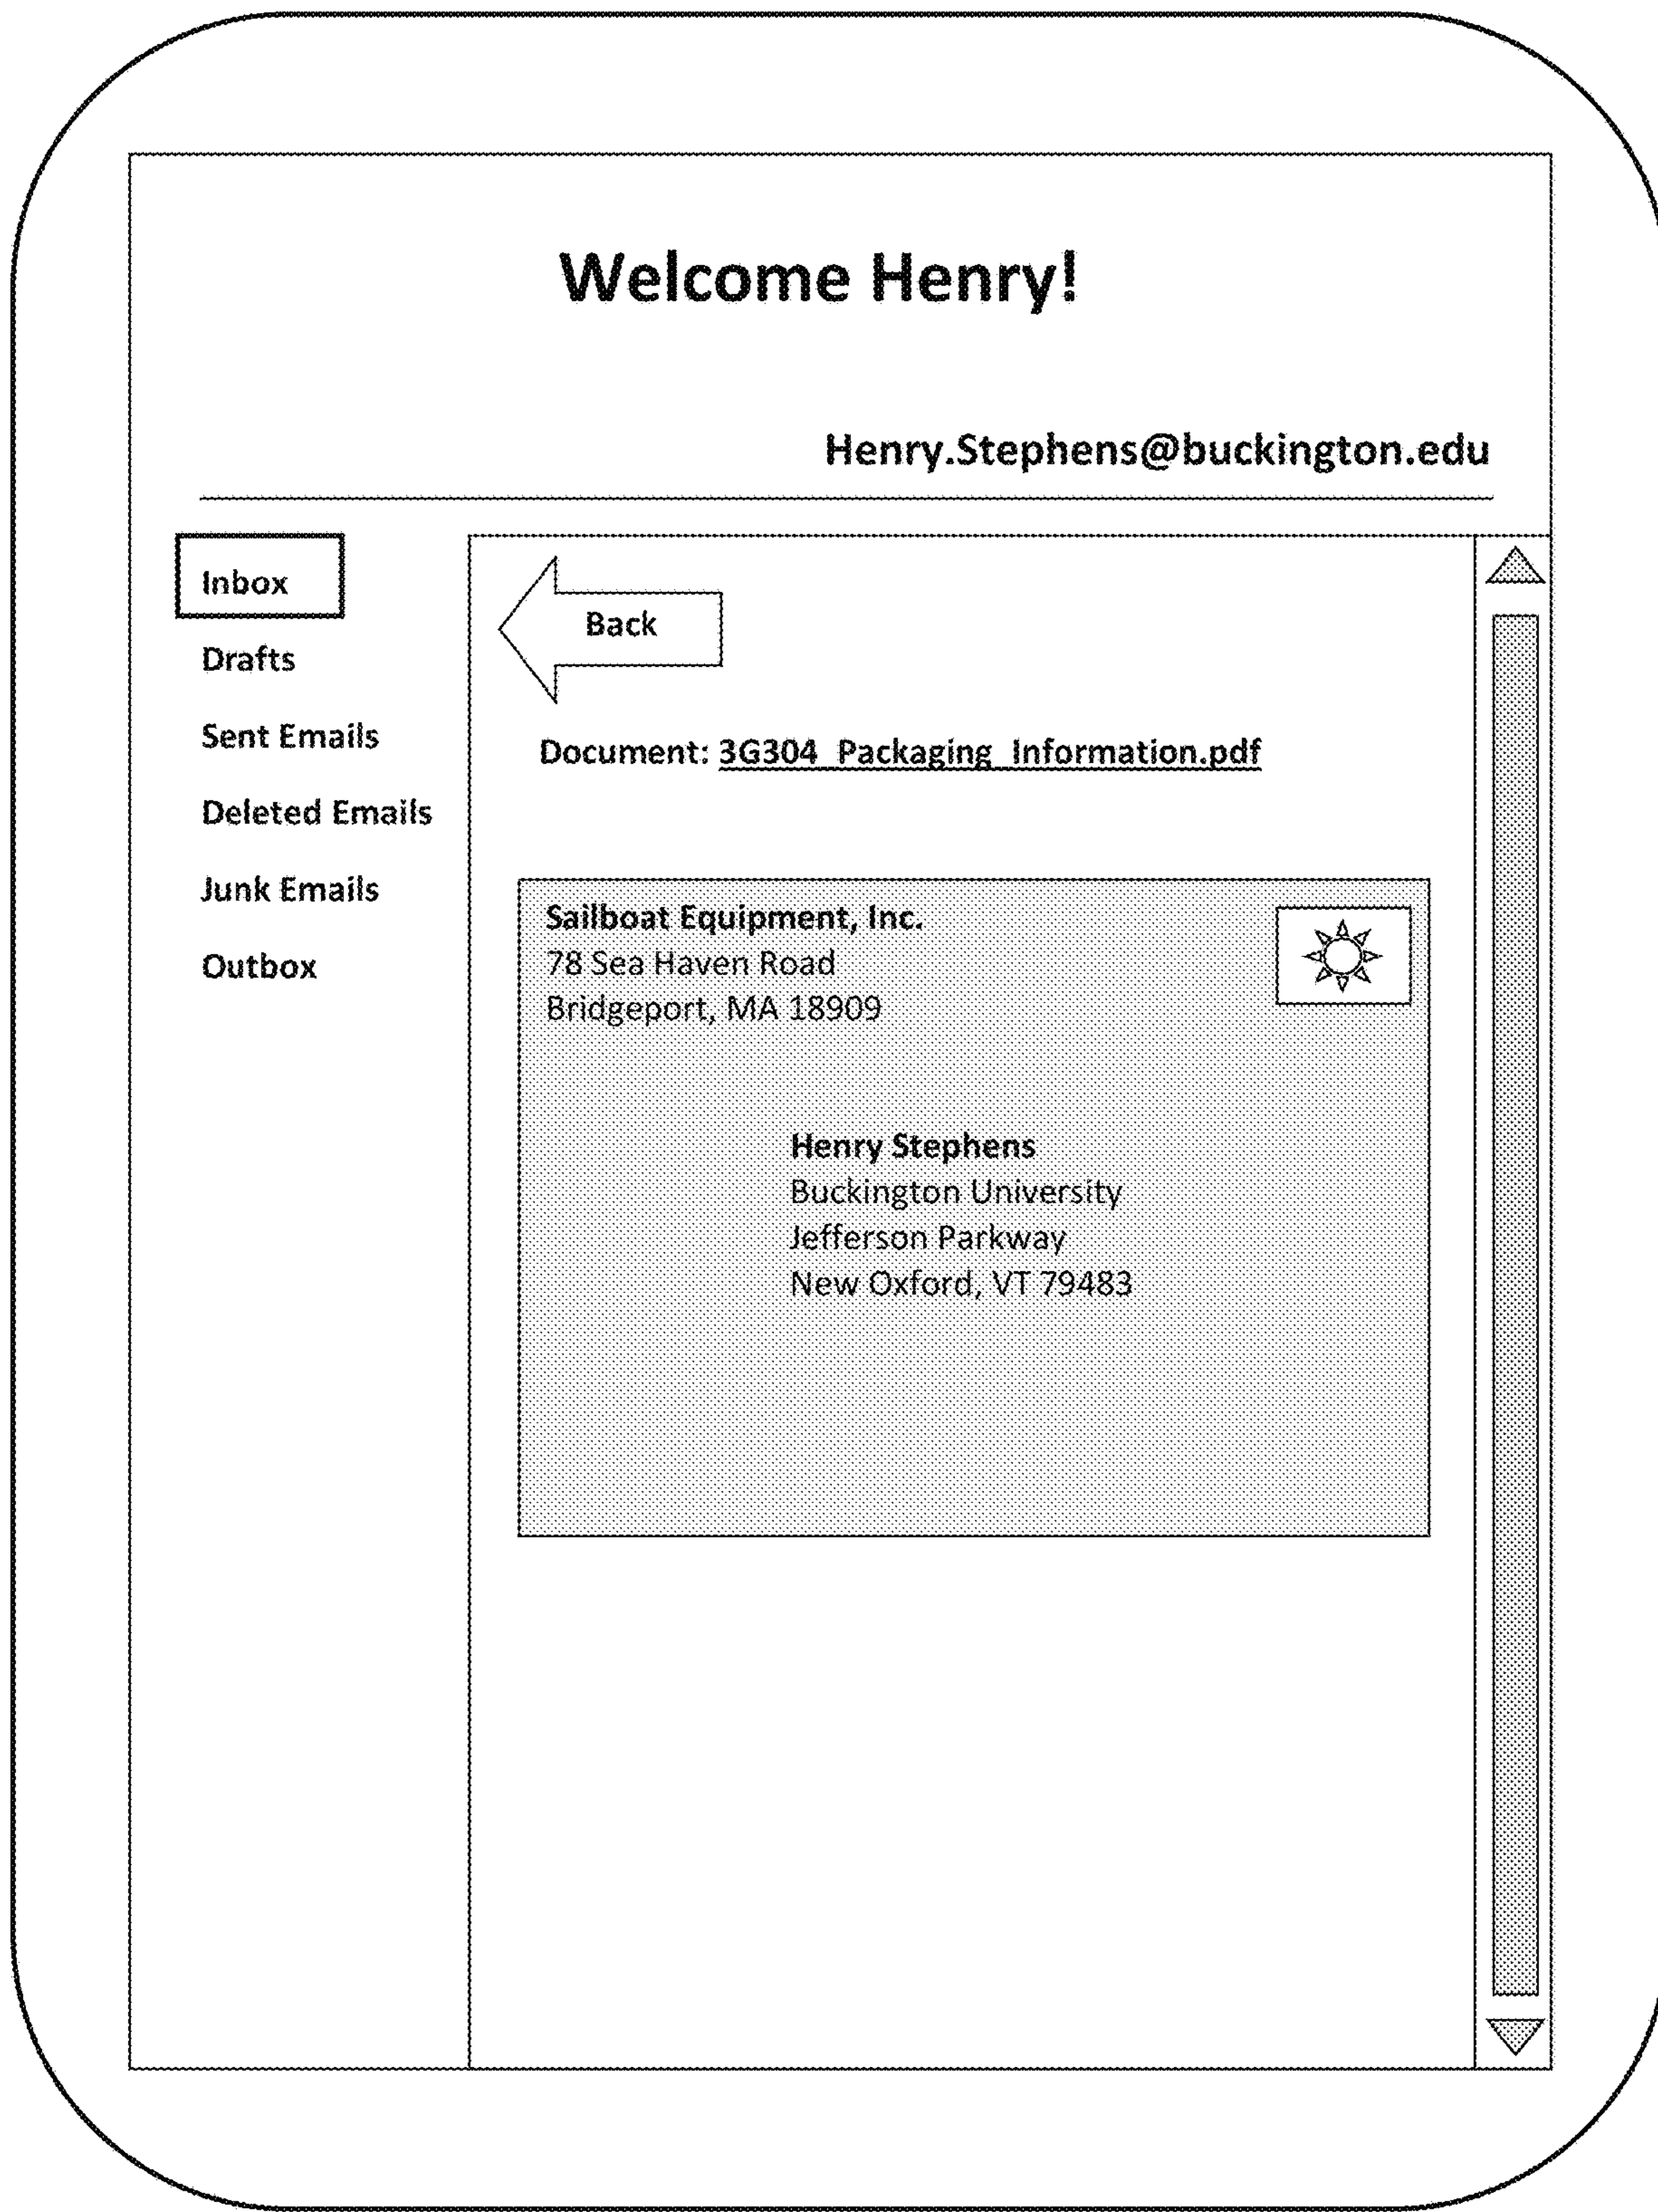 Welcome Henry!
Henry.Stephens@buckington.edu
Inbox
Drafts
Sent Emails
Deleted Emails
Junk Emails
Outbox
Back
Document: 3G304_Packaging_Information.pdf
Sailboat Equipment, Inc.
78 Sea Haven Road
Bridgeport, MA 18909
Henry Stephens
Buckington University
Jefferson Parkway
New Oxford, VT 79483